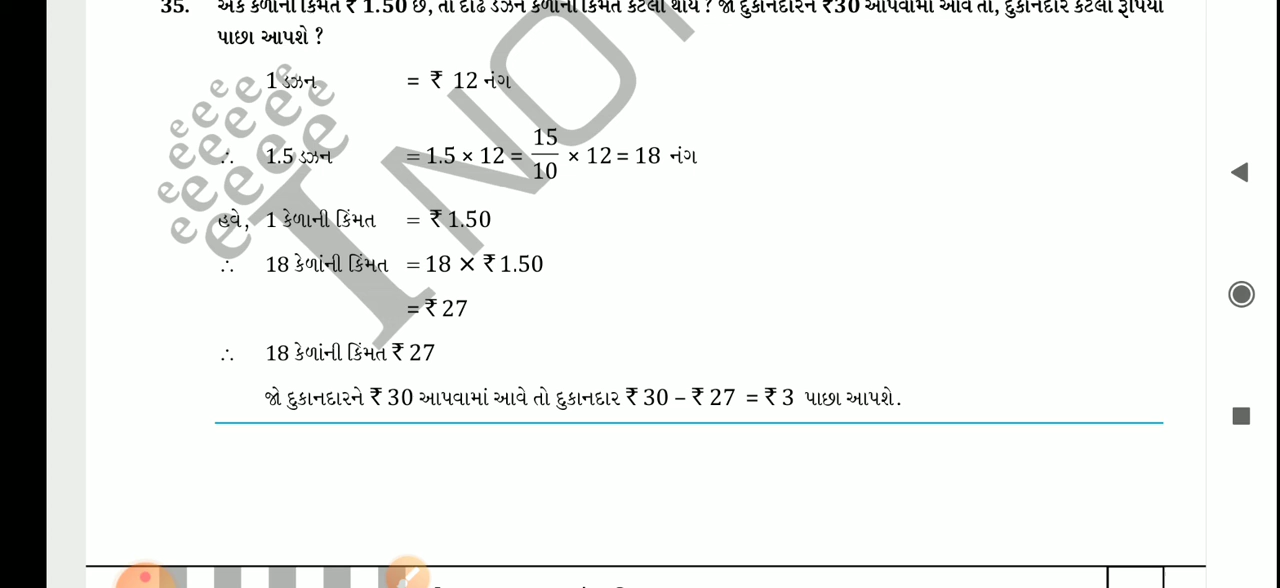 35. એક કેળાની કિંમત ₹ 1.50 છે, તો દોઢ ડઝન કેળાંની કિંમત કેટલી થાય ? જો દુકાનદારને ₹30 આપવામાં આવે તો, દુકાનદાર કેટલા રૂપિયા
પાછા આપશે ?
1 ડઝન = ₹ 12 નંગ
∴ 1.5 ડઝન = 1.5 × 12 = 15/10 × 12 = 18 નંગ
હવે, 1 કેળાની કિંમત = ₹ 1.50
∴ 18 કેળાંની કિંમત = 18 × ₹ 1.50
= ₹ 27
∴ 18 કેળાંની કિંમત ₹ 27
જો દુકાનદારને ₹ 30 આપવામાં આવે તો દુકાનદાર ₹ 30 – ₹ 27 = ₹ 3 પાછા આપશે.